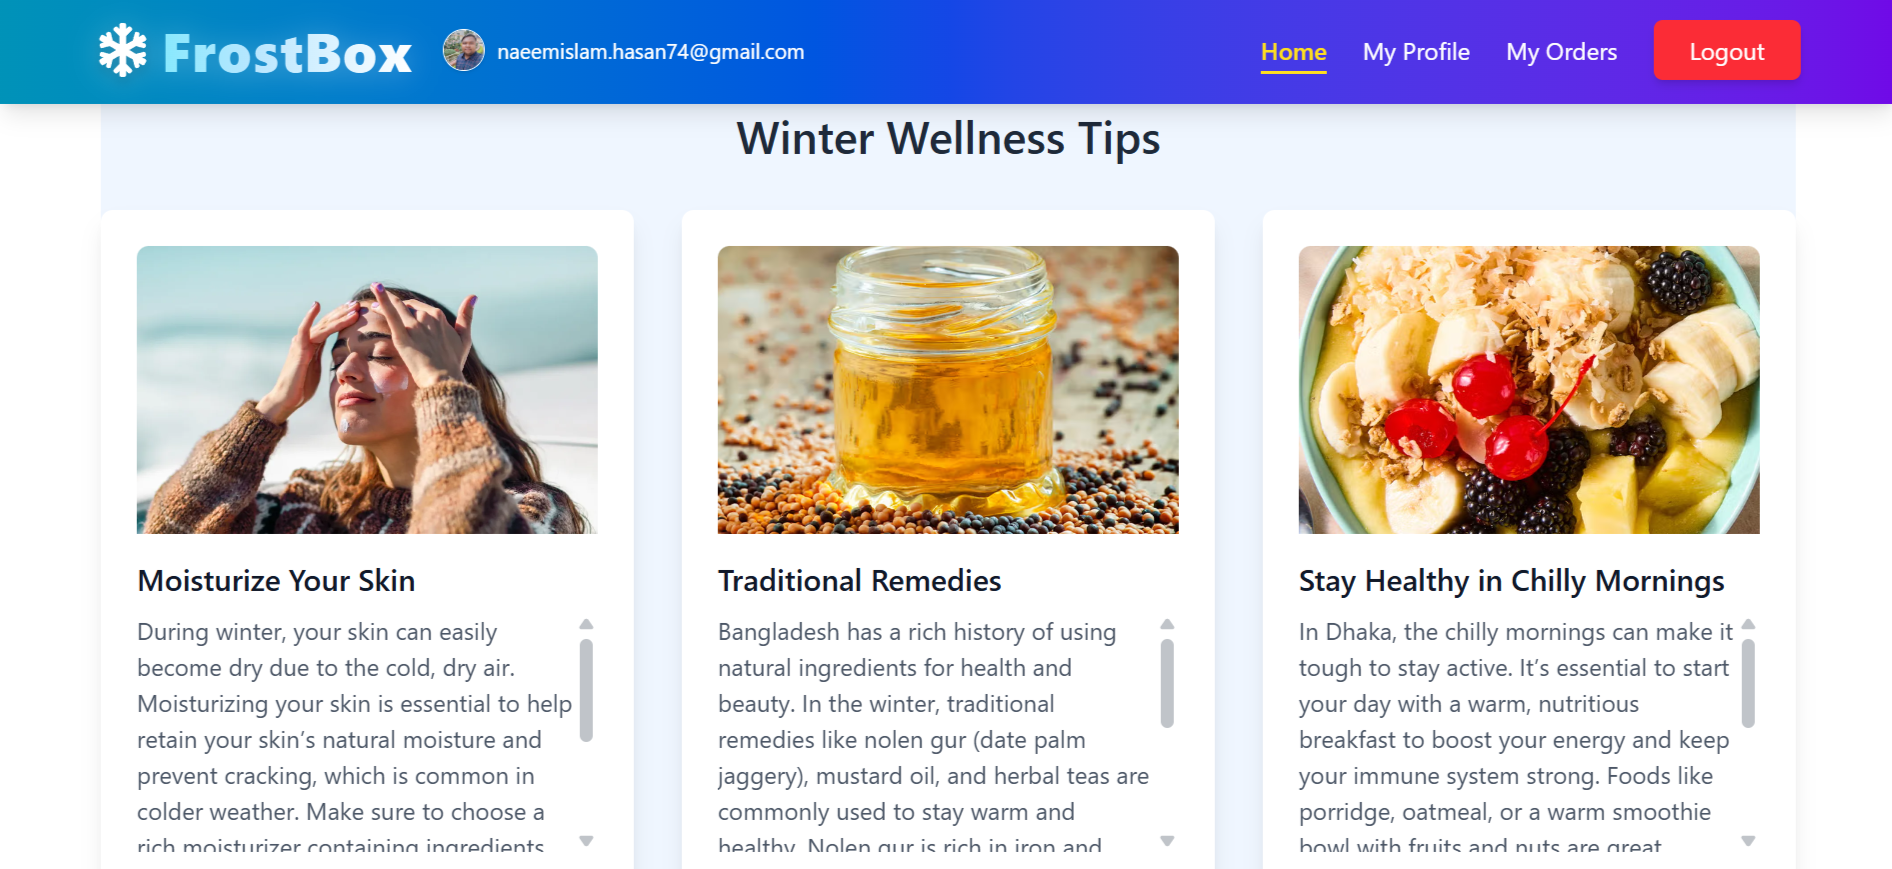 FrostBox
naeemislam.hasan74@gmail.com
Home
My Profile
My Orders
Logout
Winter Wellness Tips
Moisturize Your Skin
During winter, your skin can easily
become dry due to the cold, dry air.
Moisturizing your skin is essential to help
retain your skin’s natural moisture and
prevent cracking, which is common in
colder weather. Make sure to choose a
rich moisturizer containing ingredients
Traditional Remedies
Bangladesh has a rich history of using
natural ingredients for health and
beauty. In the winter, traditional
remedies like nolen gur (date palm
jaggery), mustard oil, and herbal teas are
commonly used to stay warm and
healthy. Nolen gur is rich in iron and
Stay Healthy in Chilly Mornings
In Dhaka, the chilly mornings can make it
tough to stay active. It’s essential to start
your day with a warm, nutritious
breakfast to boost your energy and keep
your immune system strong. Foods like
porridge, oatmeal, or a warm smoothie
bowl with fruits and nuts are great